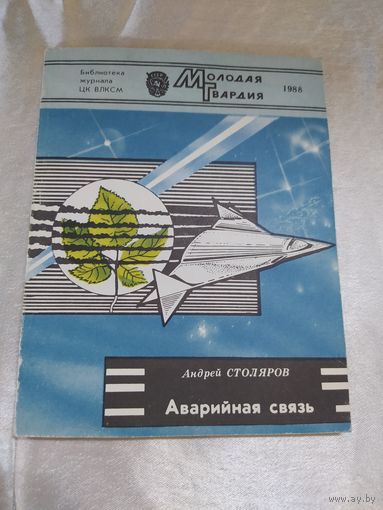 Библиотека
журнала
ЦК ВЛКСМ
МОЛОДАЯ
ГВАРДИЯ
1988
Андрей СТОЛЯРОВ
Аварийная связь
www.ay.by